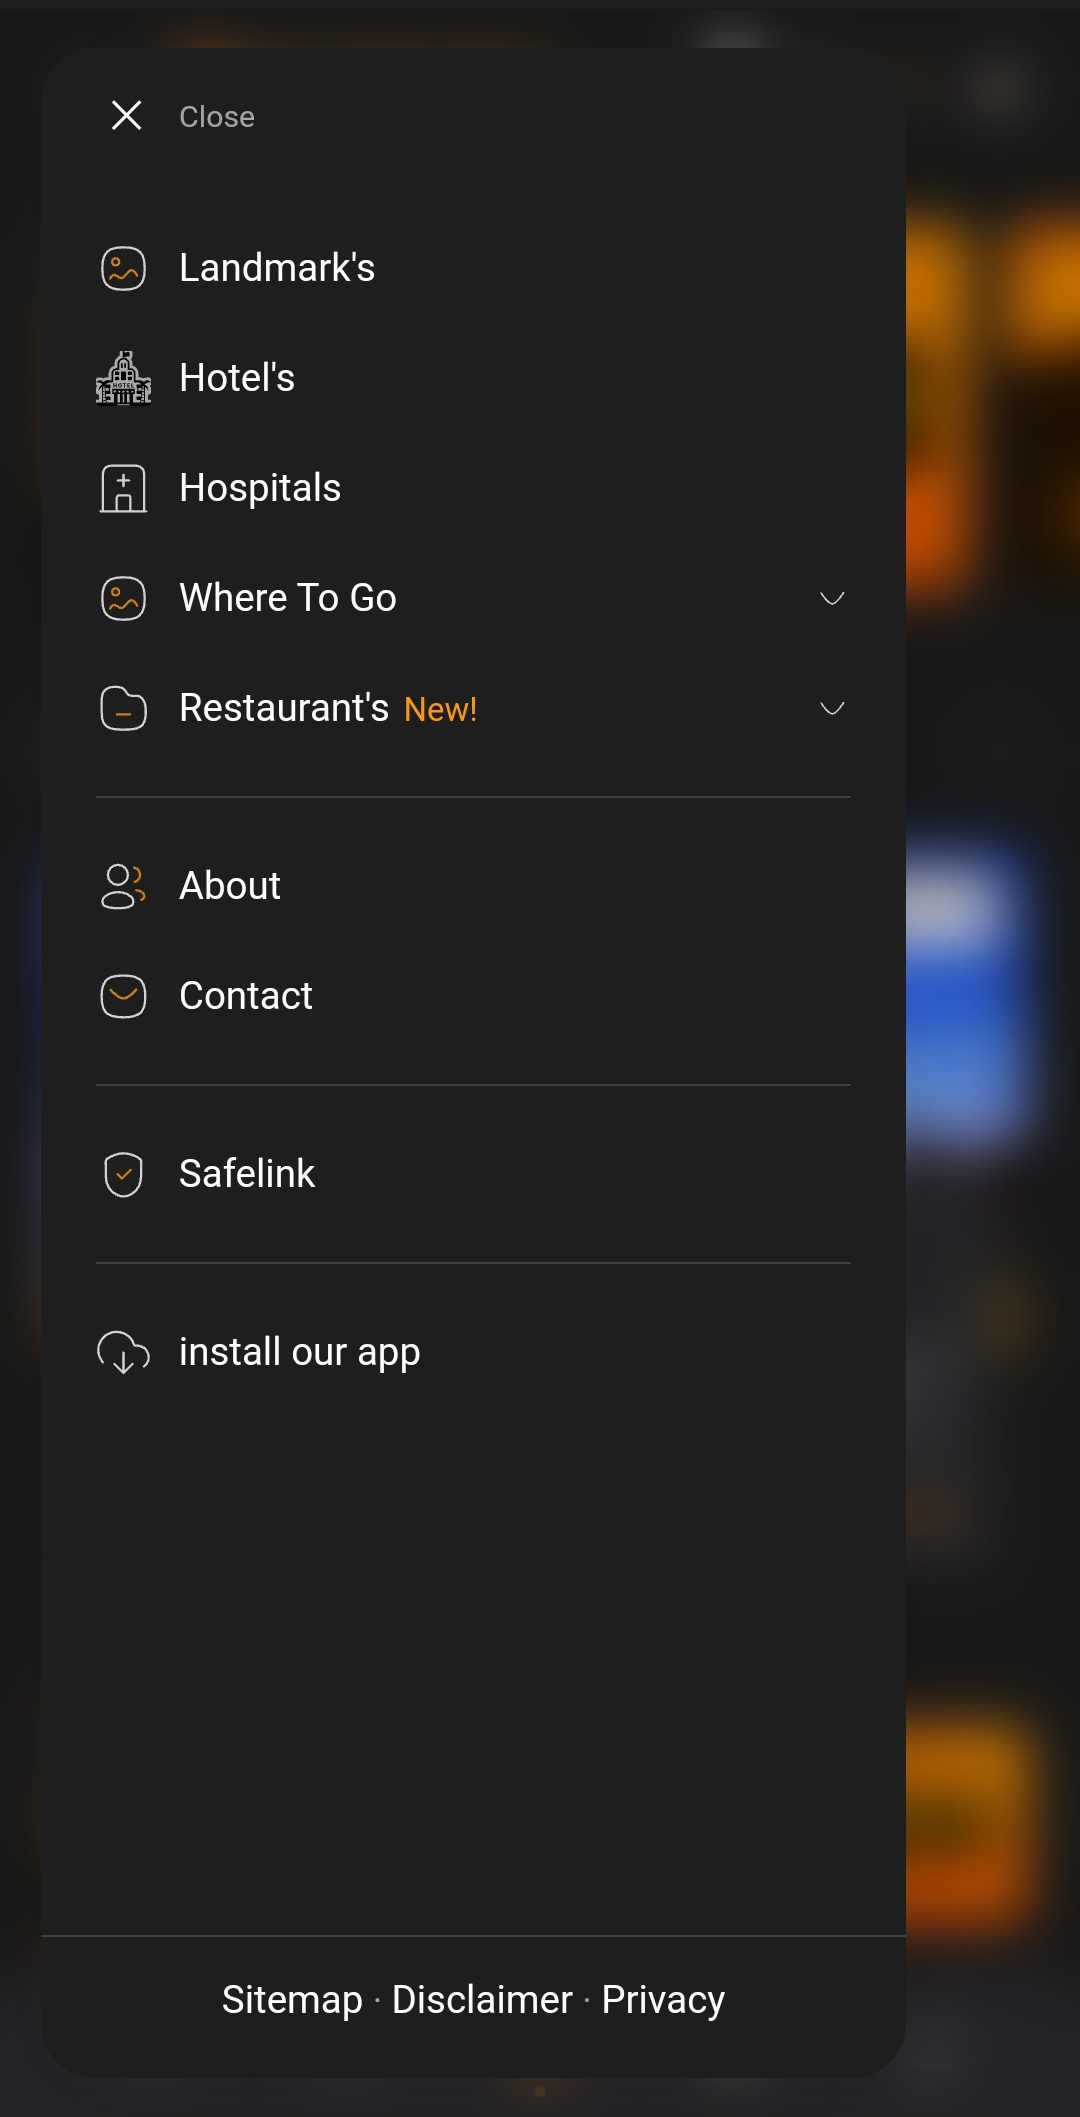 Close
Landmark's
HOTEL
Hotel's
Hospitals
Where To Go
Restaurant's New!
About
Contact
Safelink
install our app
Sitemap · Disclaimer · Privacy